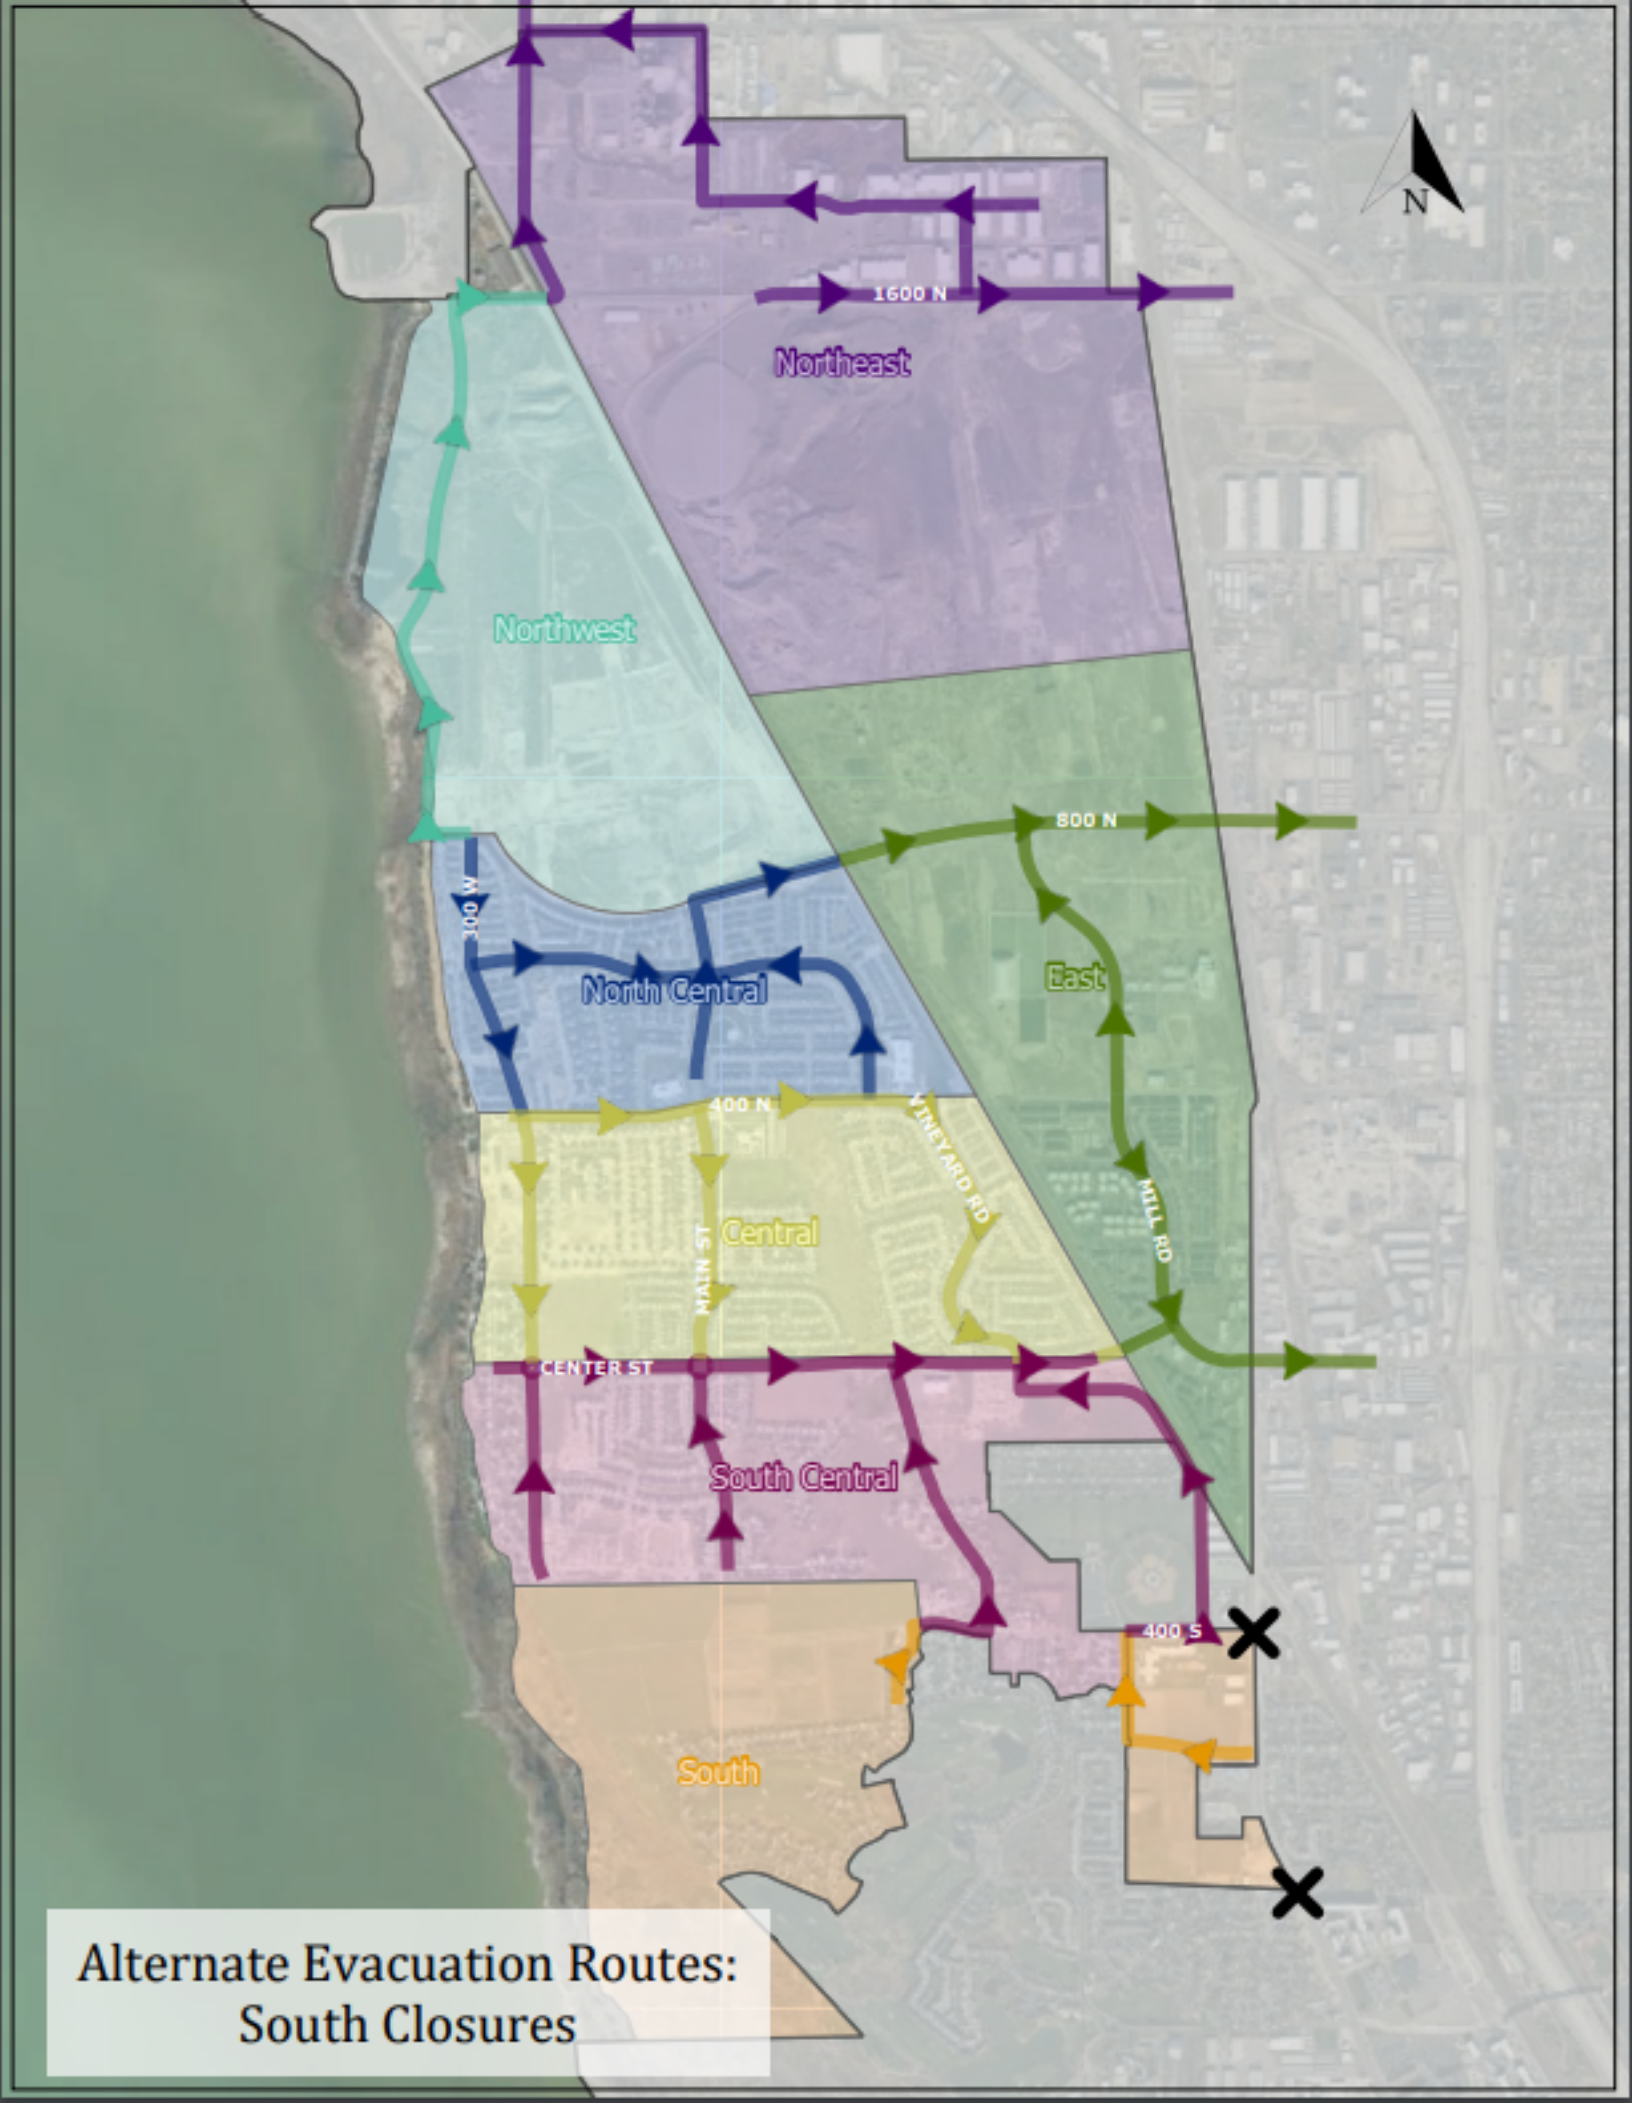 N
1600 N
Northeast
Northwest
800 N
300 W
East
North Central
400 N
VINEYARD RD
MILL RD
Central
MAIN ST
CENTER ST
South Central
400 S
South
Alternate Evacuation Routes:
South Closures